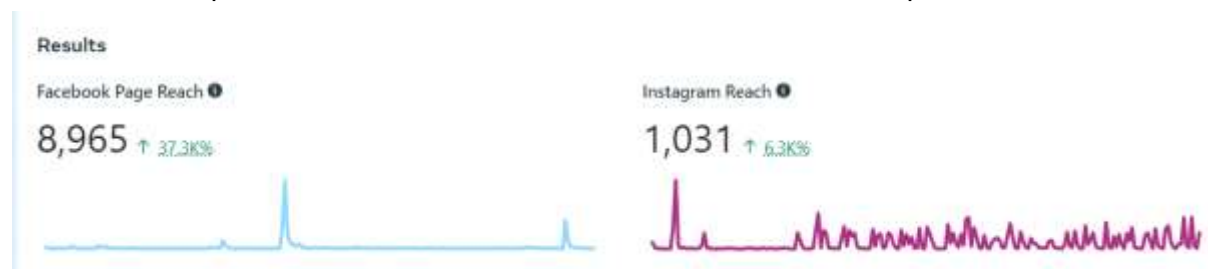 Results
Facebook Page Reach
8,965 ↑ 37.3K%
Instagram Reach
1,031 ↑ 6.3K%